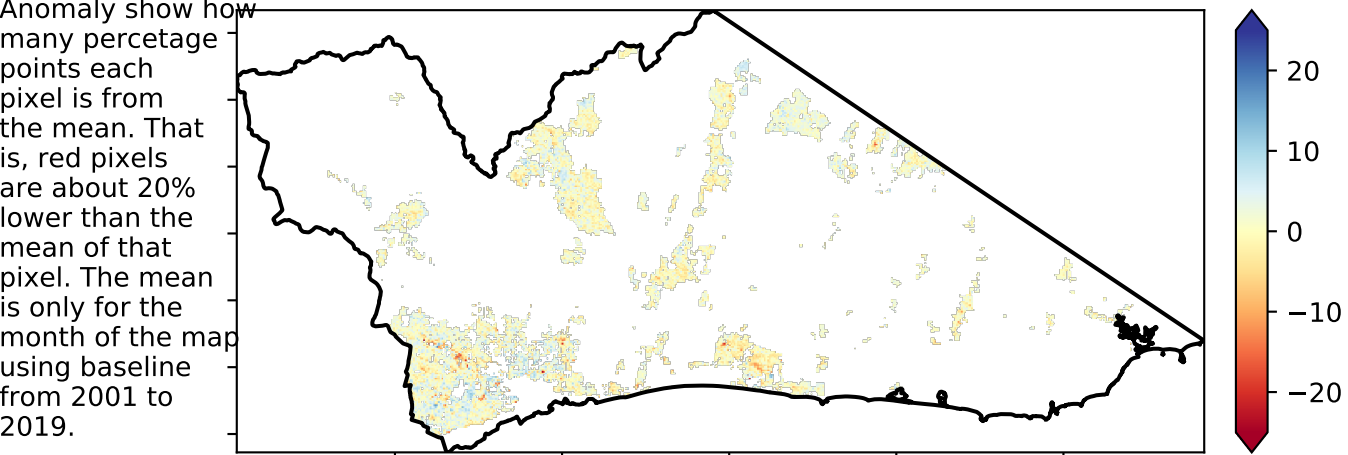 Anomaly show how
many percetage
points each
pixel is from
the mean. That
is, red pixels
are about 20%
lower than the
mean of that
pixel. The mean
is only for the
month of the map
using baseline
from 2001 to
2019.
20
10
0
−10
−20